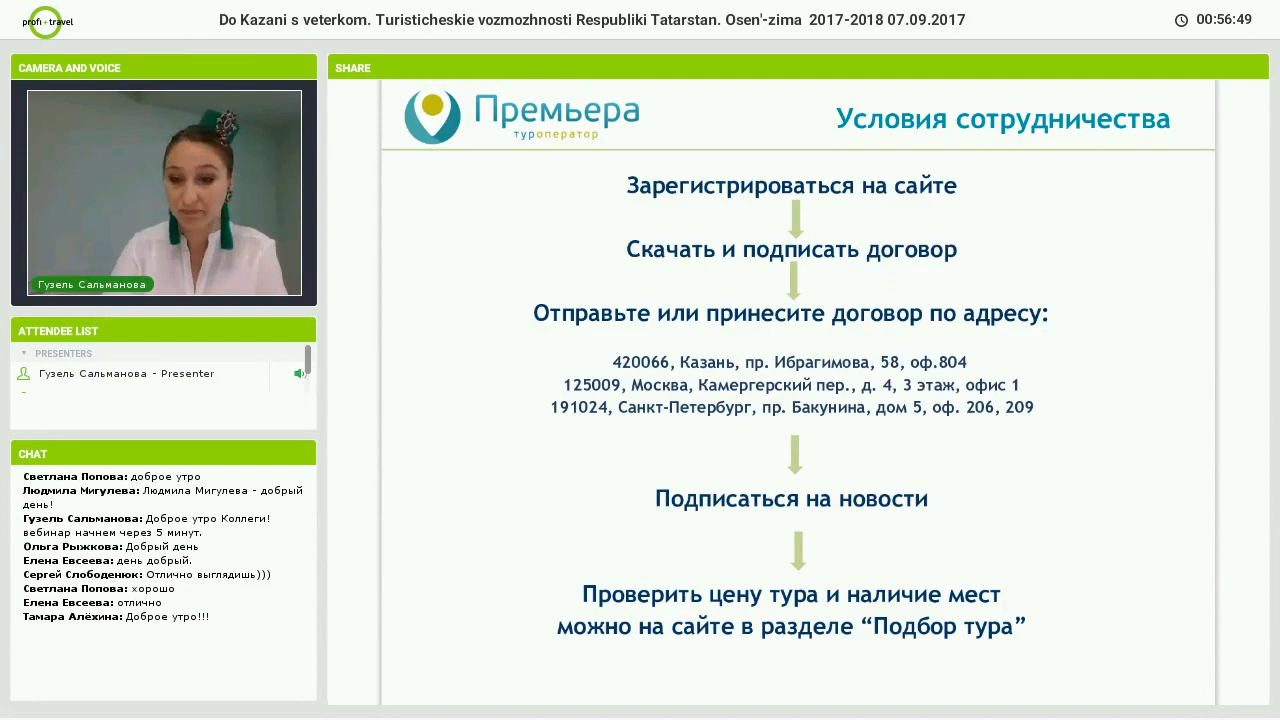 profi+travel
Do Kazani s veterkom. Turisticheskie vozmozhnosti Respubliki Tatarstan. Osen'-zima 2017-2018 07.09.2017
00:56:49
CAMERA AND VOICE
Гузель Сальманова
ATTENDEE LIST
PRESENTERS
Гузель Сальманова - Presenter
CHAT
Светлана Попова: доброе утро
Людмила Мигулева: Людмила Мигулева - добрый
день!
Гузель Сальманова: Доброе утро Коллеги!
вебинар начнем через 5 минут.
Ольга Рыжкова: Добрый день
Елена Евсеева: день добрый.
Сергей Слободенюк: Отлично выглядишь)))
Светлана Попова: хорошо
Елена Евсеева: отлично
Тамара Алёхина: Доброе утро!!!
SHARE
Премьера
туроператор
Условия сотрудничества
Зарегистрироваться на сайте
Скачать и подписать договор
Отправьте или принесите договор по адресу:
420066, Казань, пр. Ибрагимова, 58, оф.804
125009, Москва, Камергерский пер., д. 4, 3 этаж, офис 1
191024, Санкт-Петербург, пр. Бакунина, дом 5, оф. 206, 209
Подписаться на новости
Проверить цену тура и наличие мест
можно на сайте в разделе “Подбор тура”